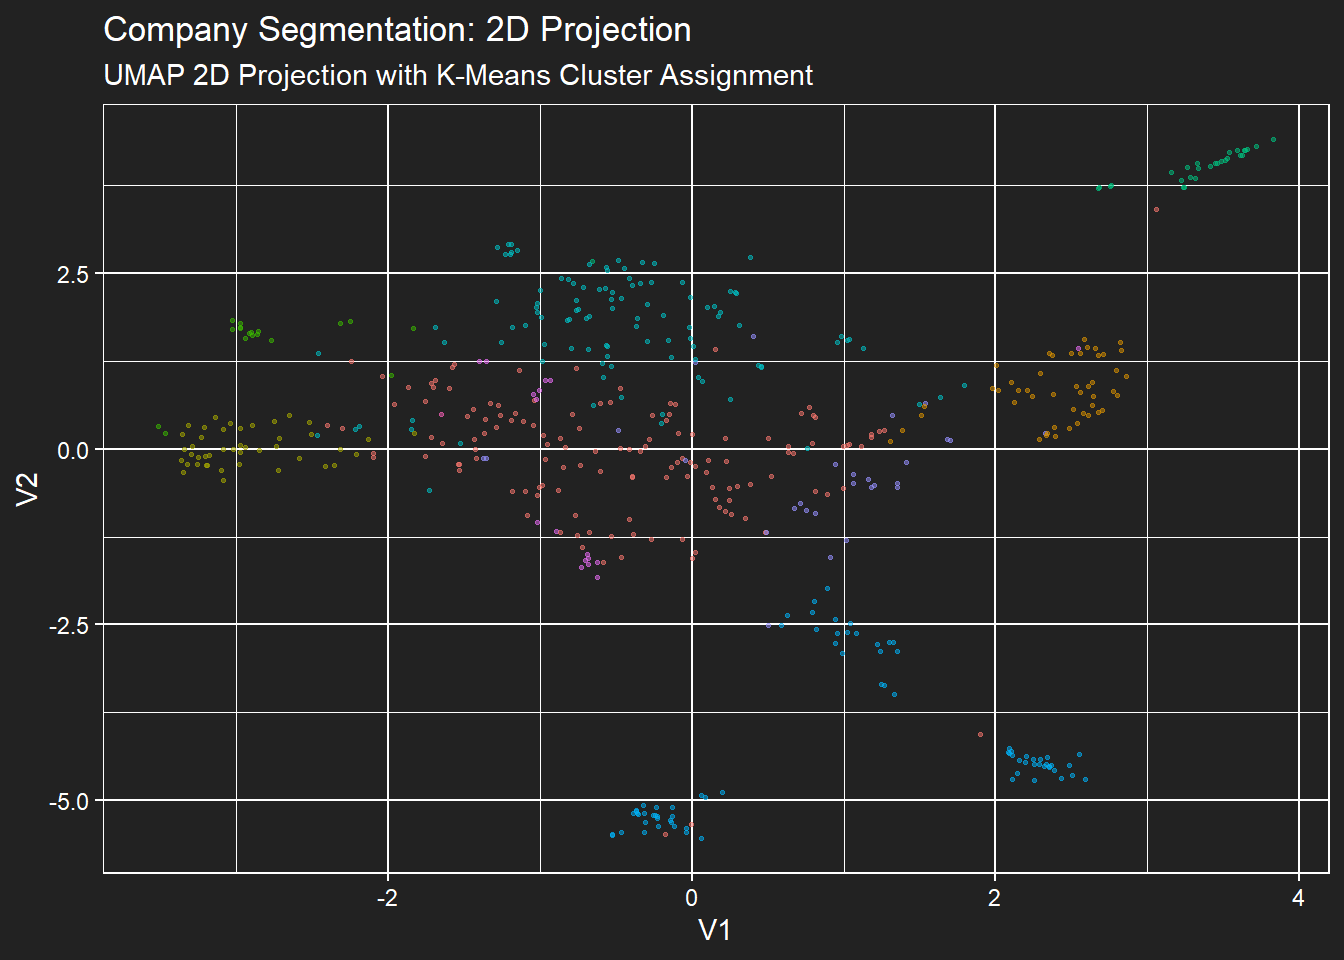 Company Segmentation: 2D Projection
UMAP 2D Projection with K-Means Cluster Assignment
2.5
0.0
-2.5
-5.0
V2
-2
0
2
4
V1